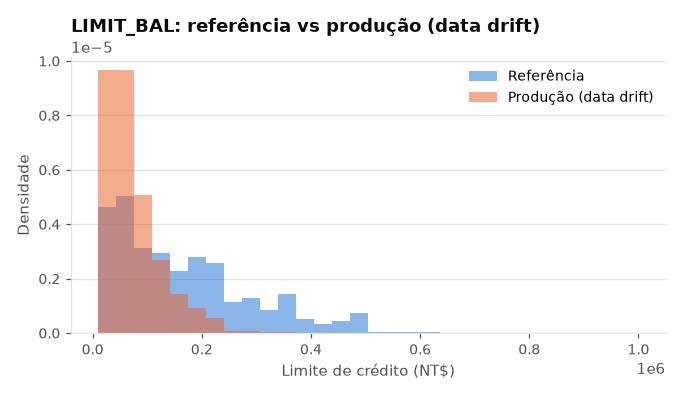 LIMIT_BAL: referência vs produção (data drift)
1e−5
1.0
0.8
0.6
0.4
0.2
0.0
Densidade
Referência
Produção (data drift)
0.0 0.2 0.4 0.6 0.8 1.0
1e6
Limite de crédito (NT$)